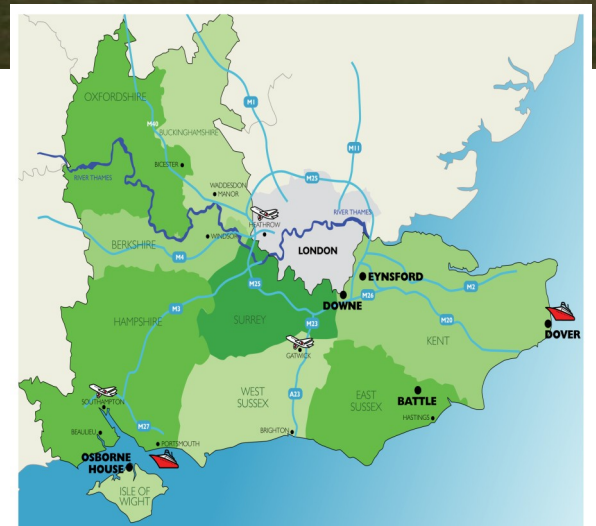 OXFORDSHIRE
M1
M40
BUCKINGHAMSHIRE
M11
BICESTER
M25
RIVER THAMES
WADDESDON
MANOR
HEATHROW
RIVER THAMES
BERKSHIRE
WINDSOR
LONDON
M4
EYNSFORD
M25
M26
M2
DOWNE
M3
HAMPSHIRE
SURREY
M23
M20
DOVER
KENT
GATWICK
WEST
SUSSEX
A23
EAST
SUSSEX
BATTLE
SOUTHAMPTON
HASTINGS
BEAULIEU
M27
BRIGHTON
PORTSMOUTH
OSBORNE
HOUSE
ISLE OF
WIGHT